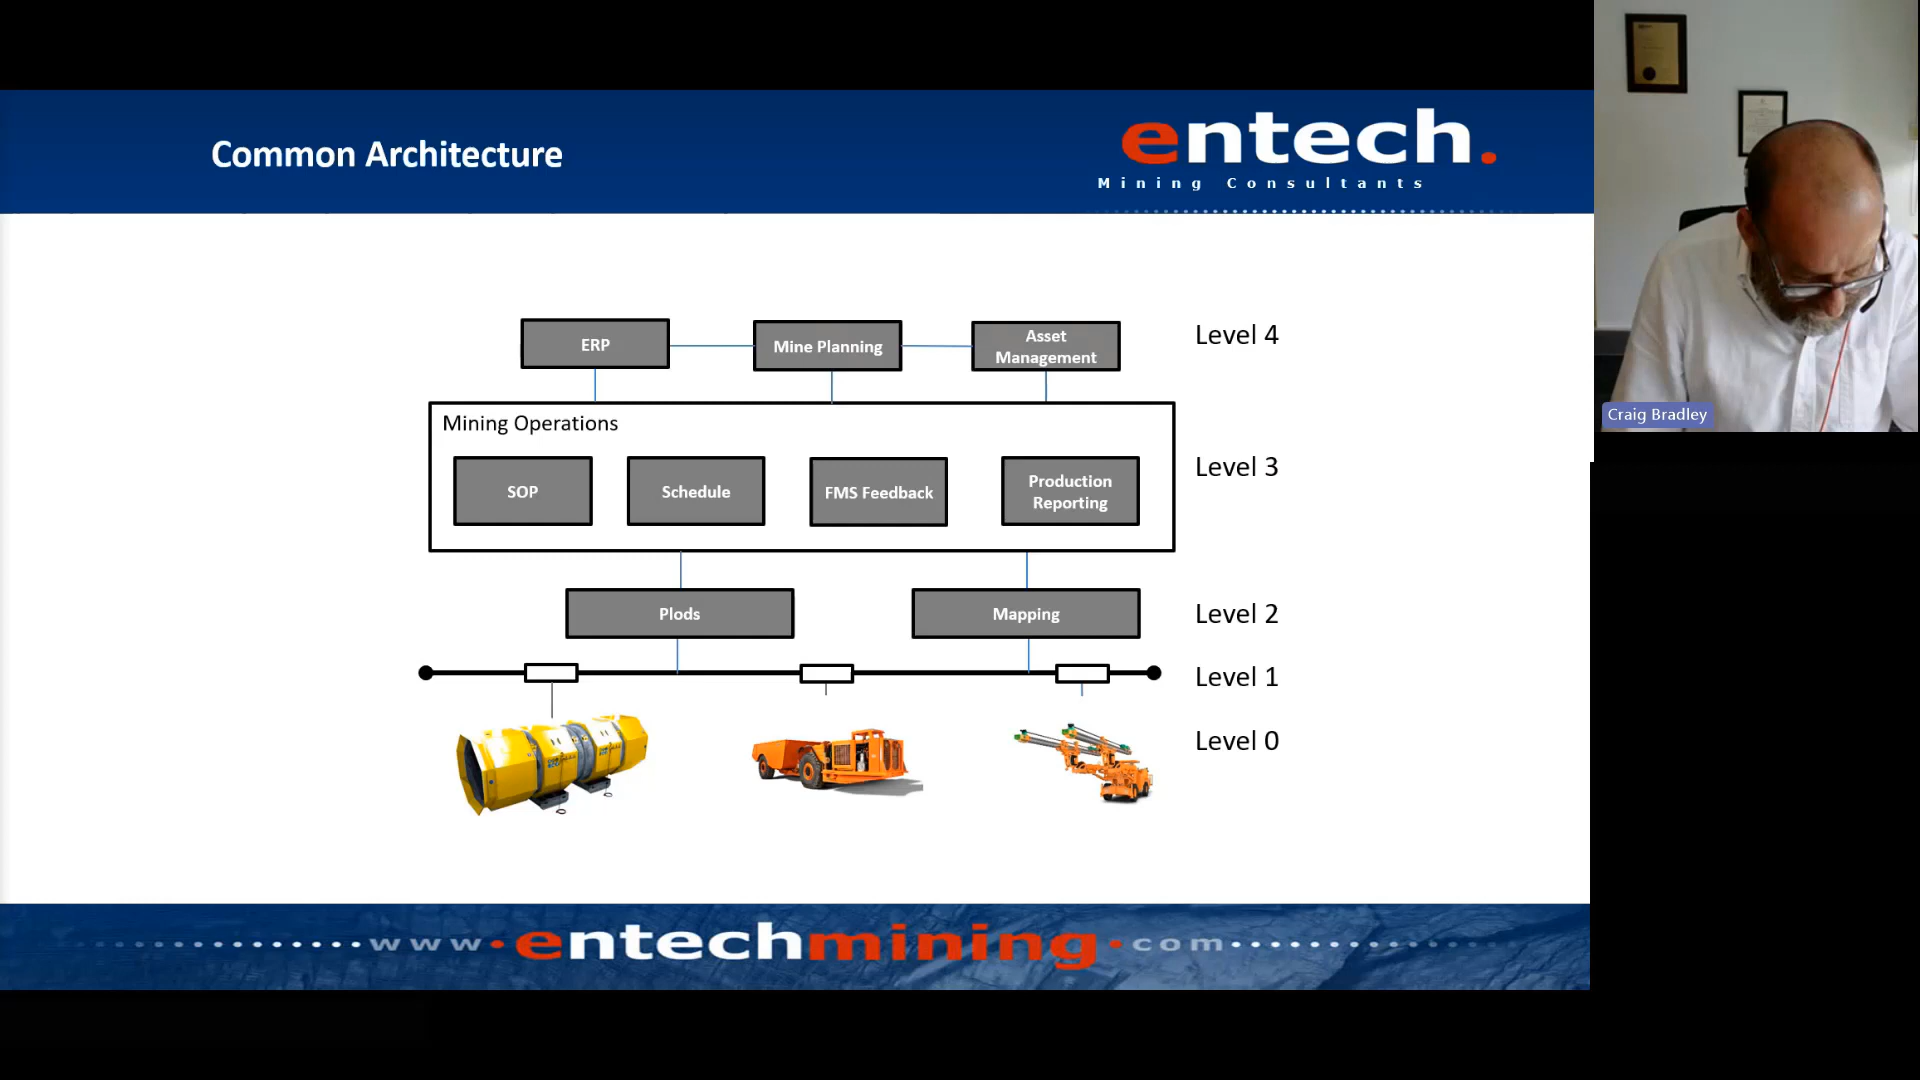 Common Architecture
entech.
Mining Consultants
ERP
Mine Planning
Asset
Management
Level 4
Mining Operations
SOP
Schedule
FMS Feedback
Production
Reporting
Level 3
Plods
Mapping
Level 2
Level 1
Level 0
www.entechmining.com
Craig Bradley